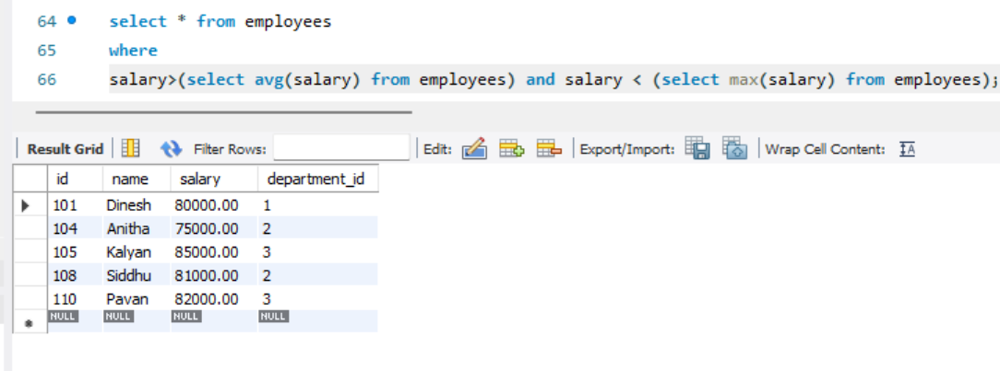 64 select * from employees
65 where
66 salary>(select avg(salary) from employees) and salary < (select max(salary) from employees);
Result Grid Filter Rows: Edit: Export/Import: Wrap Cell Content: IA
id name salary department_id
101 Dinesh 80000.00 1
104 Anitha 75000.00 2
105 Kalyan 85000.00 3
108 Siddhu 81000.00 2
110 Pavan 82000.00 3
* NULL NULL NULL NULL